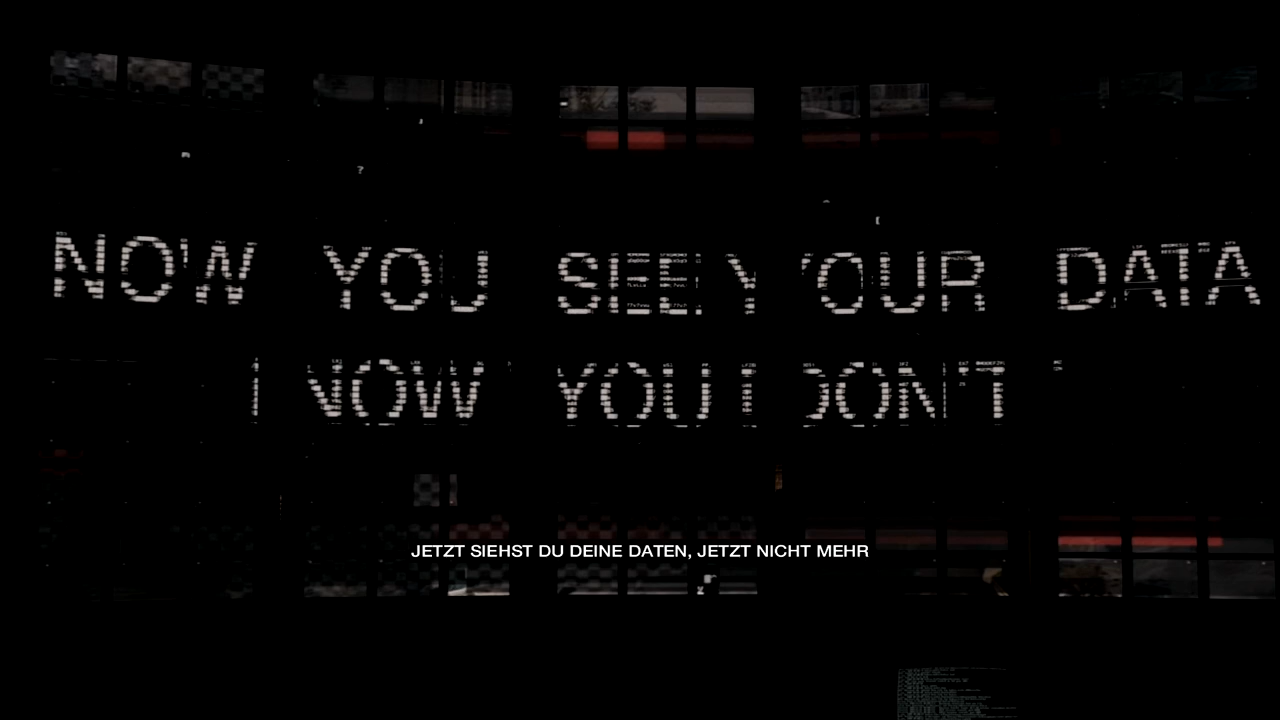 NOW YOU SEE YOUR DATA
NOW YOU DON'T
JETZT SIEHST DU DEINE DATEN, JETZT NICHT MEHR